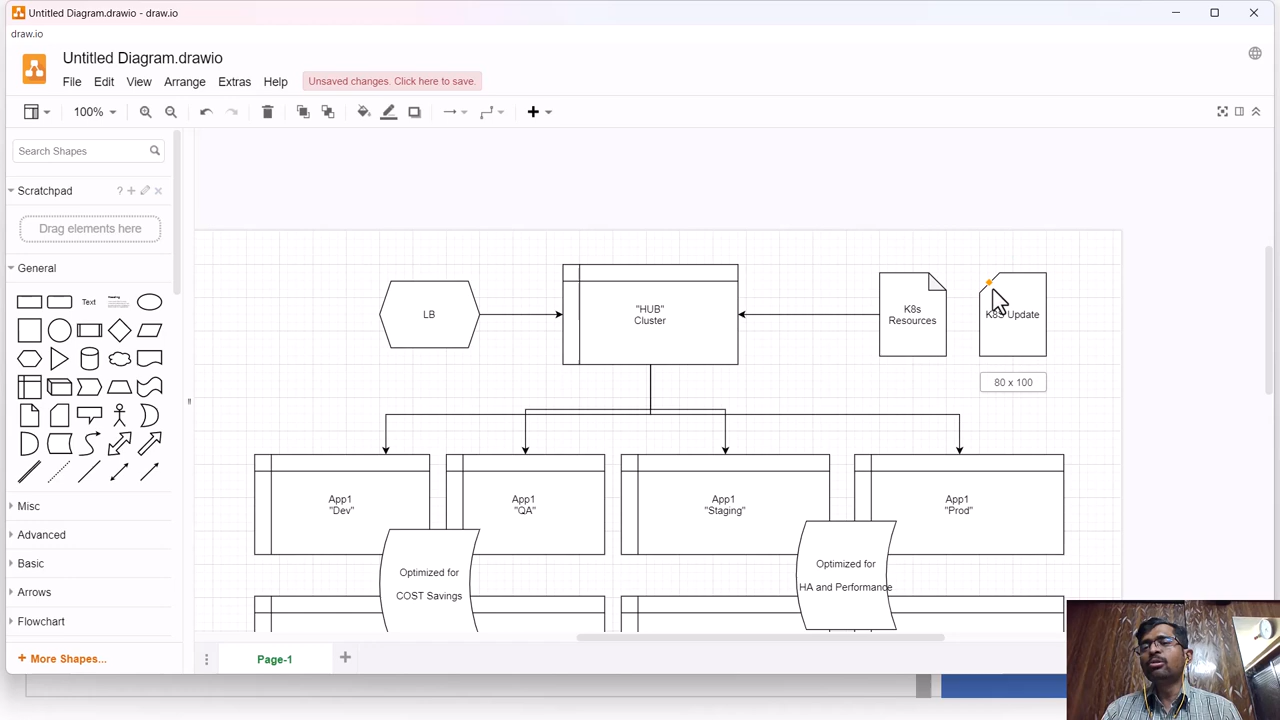 Untitled Diagram.drawio - draw.io
draw.io
Untitled Diagram.drawio
File Edit View Arrange Extras Help Unsaved changes. Click here to save.
100%
Search Shapes
Scratchpad
Drag elements here
General
Text
Heading
Misc
Advanced
Basic
Arrows
Flowchart
+ More Shapes...
LB
"HUB"
Cluster
K8s
Resources
K8S Update
80 x 100
App1
"Dev"
App1
"QA"
App1
"Staging"
App1
"Prod"
Optimized for
COST Savings
Optimized for
HA and Performance
Page-1